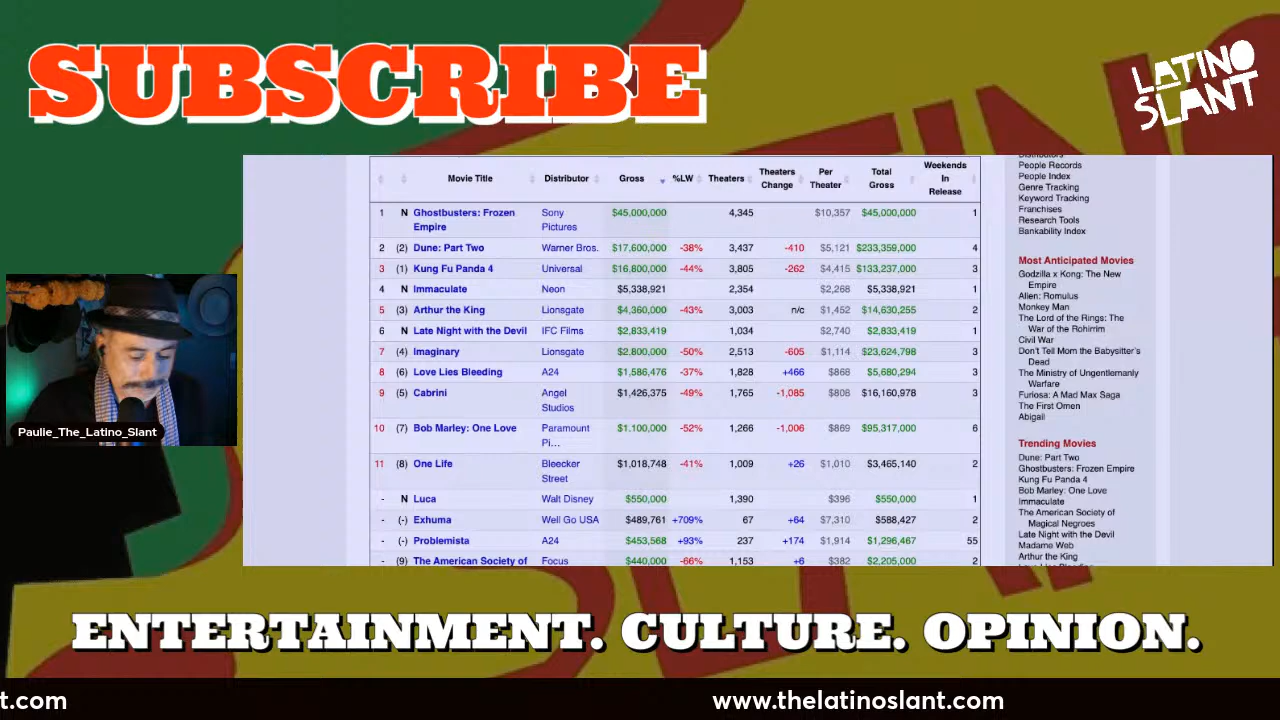 SUBSCRIBE
LATINO
SLANT
Movie Title Distributor Gross %LW Theaters Theaters Change Per Theater Total Gross Weekends In Release
1 N Ghostbusters: Frozen Empire Sony Pictures $45,000,000 4,345 $10,357 $45,000,000 1
2 (2) Dune: Part Two Warner Bros. $17,600,000 -38% 3,437 -410 $5,121 $233,359,000 4
3 (1) Kung Fu Panda 4 Universal $16,800,000 -44% 3,805 -262 $4,415 $133,237,000 3
4 N Immaculate Neon $5,338,921 2,354 $2,268 $5,338,921 1
5 (3) Arthur the King Lionsgate $4,360,000 -43% 3,003 n/c $1,452 $14,630,255 2
6 N Late Night with the Devil IFC Films $2,833,419 1,034 $2,740 $2,833,419 1
7 (4) Imaginary Lionsgate $2,800,000 -50% 2,513 -605 $1,114 $23,624,798 3
8 (6) Love Lies Bleeding A24 $1,586,476 -37% 1,828 +466 $868 $5,680,294 3
9 (5) Cabrini Angel Studios $1,426,375 -49% 1,765 -1,085 $808 $16,160,978 3
10 (7) Bob Marley: One Love Paramount Pi… $1,100,000 -52% 1,266 -1,006 $869 $95,317,000 6
11 (8) One Life Bleecker Street $1,018,748 -41% 1,009 +26 $1,010 $3,465,140 2
- N Luca Walt Disney $550,000 1,390 $396 $550,000 1
- (-) Exhuma Well Go USA $489,761 +709% 67 +64 $7,310 $588,427 2
- (-) Problemista A24 $453,568 +93% 237 +174 $1,914 $1,296,467 55
- (9) The American Society of Focus $440,000 -66% 1,153 +6 $382 $2,205,000 2
People Records
People Index
Genre Tracking
Keyword Tracking
Franchises
Research Tools
Bankability Index
Most Anticipated Movies
Godzilla x Kong: The New
Empire
Alien: Romulus
Monkey Man
The Lord of the Rings: The
War of the Rohirrim
Civil War
Don't Tell Mom the Babysitter's
Dead
The Ministry of Ungentlemanly
Warfare
Furiosa: A Mad Max Saga
The First Omen
Abigail
Trending Movies
Dune: Part Two
Ghostbusters: Frozen Empire
Kung Fu Panda 4
Bob Marley: One Love
Immaculate
The American Society of
Magical Negroes
Late Night with the Devil
Madame Web
Arthur the King
Paulie_The_Latino_Slant
ENTERTAINMENT. CULTURE. OPINION.
t.com www.thelatinoslant.com